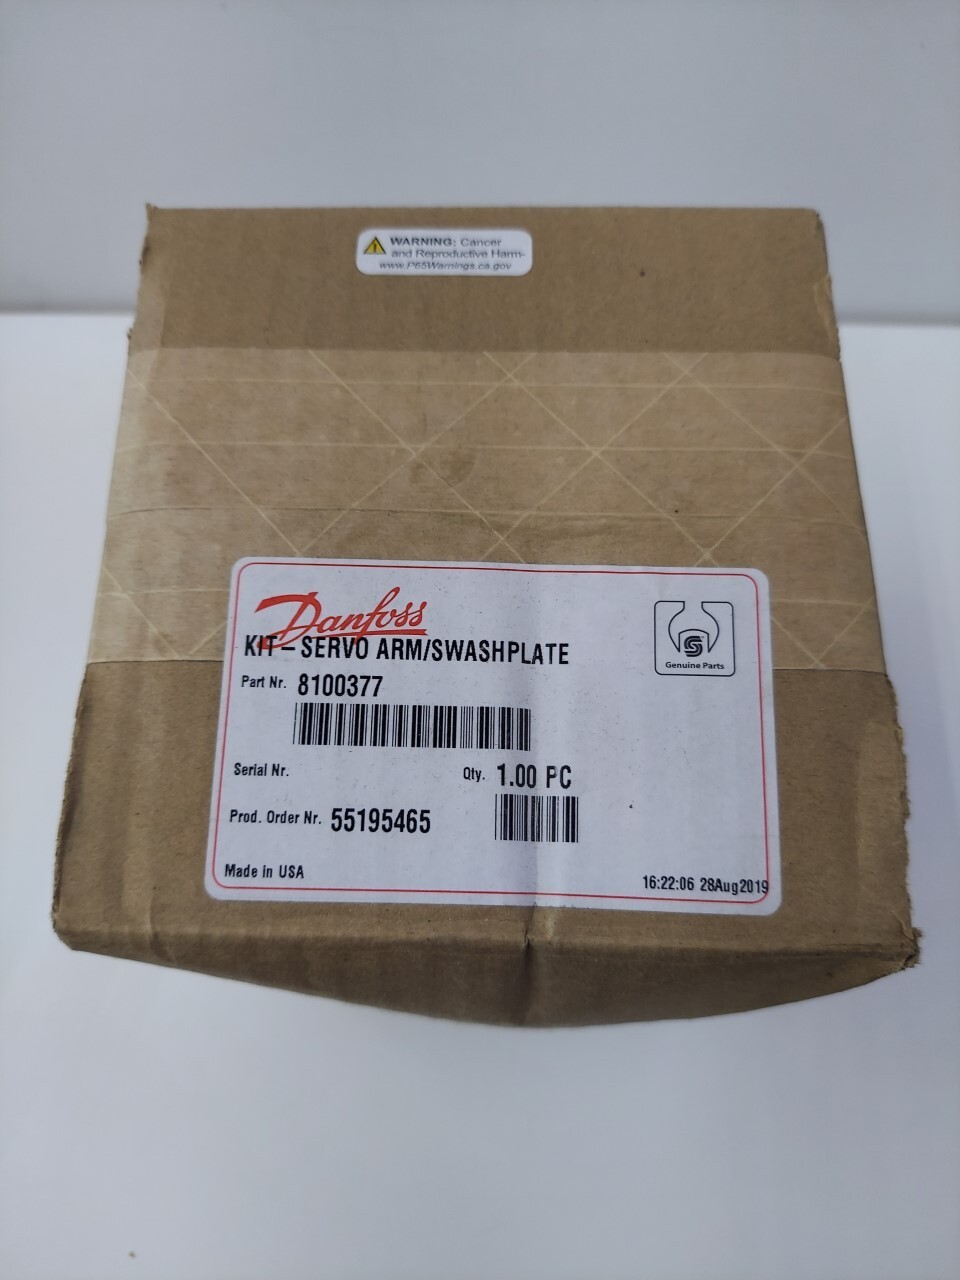 WARNING: Cancer
and Reproductive Harm-
www.P65Warnings.ca.gov
Danfoss
KIT-SERVO ARM/SWASHPLATE
Genuine Parts
Part Nr. 8100377
Serial Nr.
Qty. 1.00 PC
Prod. Order Nr. 55195465
Made in USA
16:22:06 28Aug2019